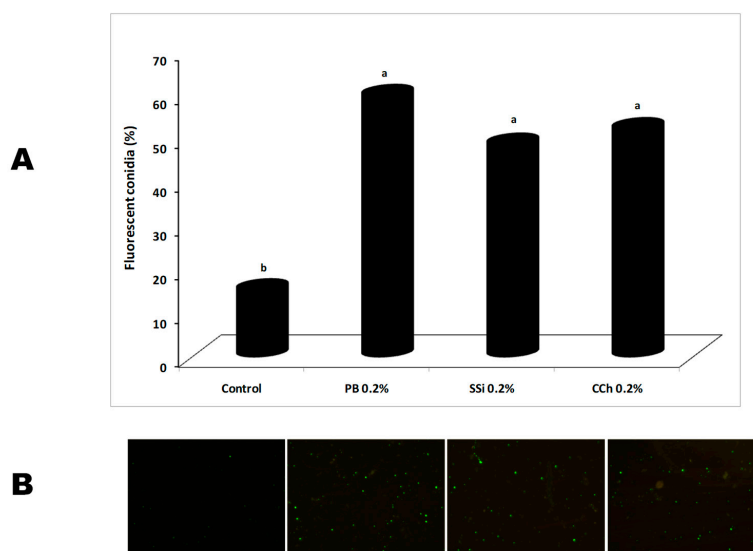 A
Fluorescent conidia (%)
70
60
50
40
30
20
10
0
b
a
a
a
Control
PB 0.2%
SSi 0.2%
CCh 0.2%
B